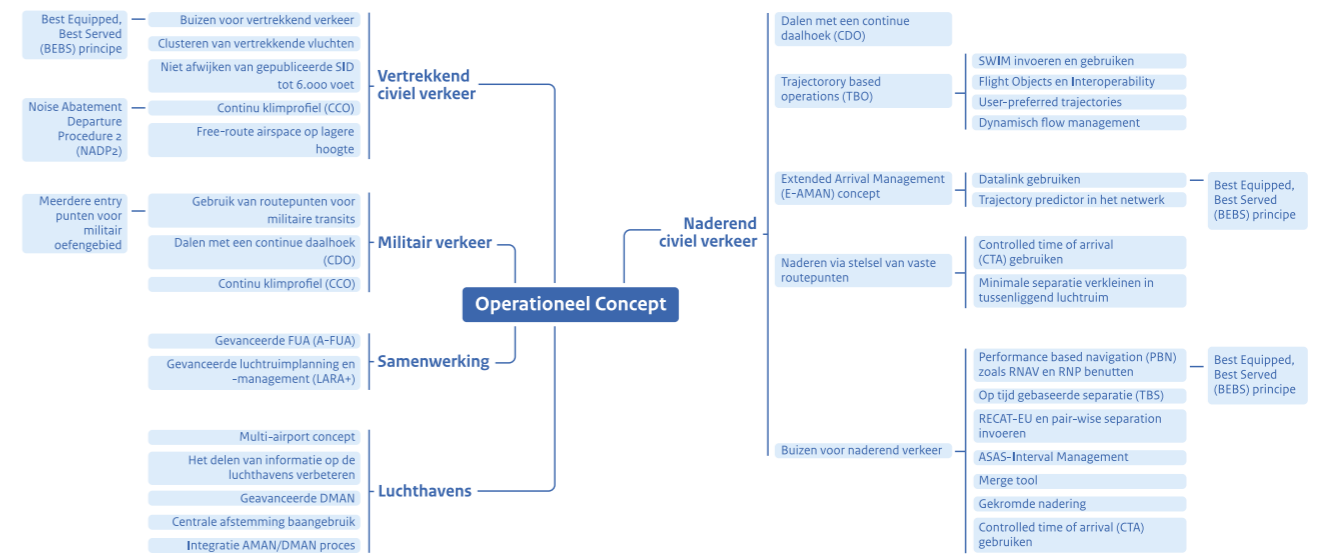 Best Equipped,
Best Served
(BEBS) principe
Buizen voor vertrekkend verkeer
Clusteren van vertrekkende vluchten
Niet afwijken van gepubliceerde SID
tot 6.000 voet
Noise Abatement
Departure
Procedure 2
(NADP2)
Continu klimprofiel (CCO)
Free-route airspace op lagere
hoogte
Vertrekkend
civiel verkeer
Meerdere entry
punten voor
militair
oefengebied
Gebruik van routepunten voor
militaire transits
Dalen met een continue daalhoek
(CDO)
Continu klimprofiel (CCO)
Militair verkeer
Operationeel Concept
Gevanceerde FUA (A-FUA)
Gevanceerde luchtruimplanning en
-management (LARA+)
Samenwerking
Multi-airport concept
Het delen van informatie op de
luchthavens verbeteren
Geavanceerde DMAN
Centrale afstemming baangebruik
Integratie AMAN/DMAN proces
Luchthavens
Naderend
civiel verkeer
Dalen met een continue
daalhoek (CDO)
Trajectorory based
operations (TBO)
SWIM invoeren en gebruiken
Flight Objects en Interoperability
User-preferred trajectories
Dynamisch flow management
Extended Arrival Management
(E-AMAN) concept
Datalink gebruiken
Trajectory predictor in het netwerk
Best Equipped,
Best Served
(BEBS) principe
Naderen via stelsel van vaste
routepunten
Controlled time of arrival
(CTA) gebruiken
Minimale separatie verkleinen in
tussenliggend luchtruim
Buizen voor naderend verkeer
Performance based navigation (PBN)
zoals RNAV en RNP benutten
Best Equipped,
Best Served
(BEBS) principe
Op tijd gebaseerde separatie (TBS)
RECAT-EU en pair-wise separation
invoeren
ASAS-Interval Management
Merge tool
Gekromde nadering
Controlled time of arrival (CTA)
gebruiken